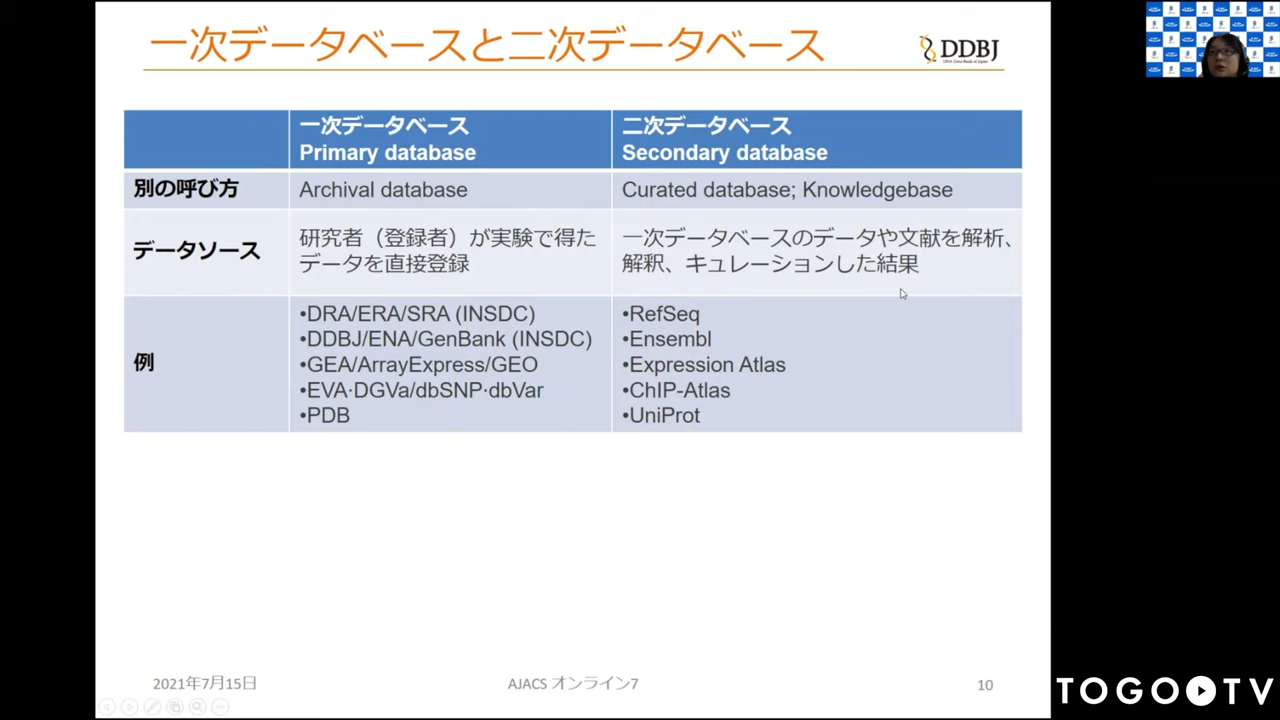 一次データベースと二次データベース
DDBJ
DNA Data Bank of Japan
一次データベース
Primary database
二次データベース
Secondary database
別の呼び方
Archival database
Curated database; Knowledgebase
データソース
研究者（登録者）が実験で得た
データを直接登録
一次データベースのデータや文献を解析、
解釈、キュレーションした結果
例
•DRA/ERA/SRA (INSDC)
•DDBJ/ENA/GenBank (INSDC)
•GEA/ArrayExpress/GEO
•EVA·DGVa/dbSNP·dbVar
•PDB
•RefSeq
•Ensembl
•Expression Atlas
•ChIP-Atlas
•UniProt
2021年7月15日
AJACS オンライン7
10
TOGO TV